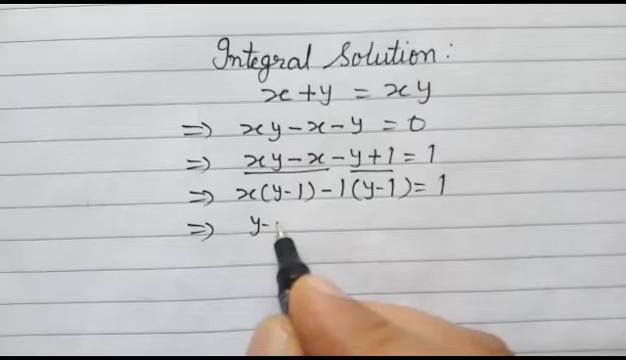 Integral Solution :
x + y = xy
⇒ xy - x - y = 0
⇒ xy - x - y + 1 = 1
⇒ x(y-1) - 1(y-1) = 1
⇒ y-